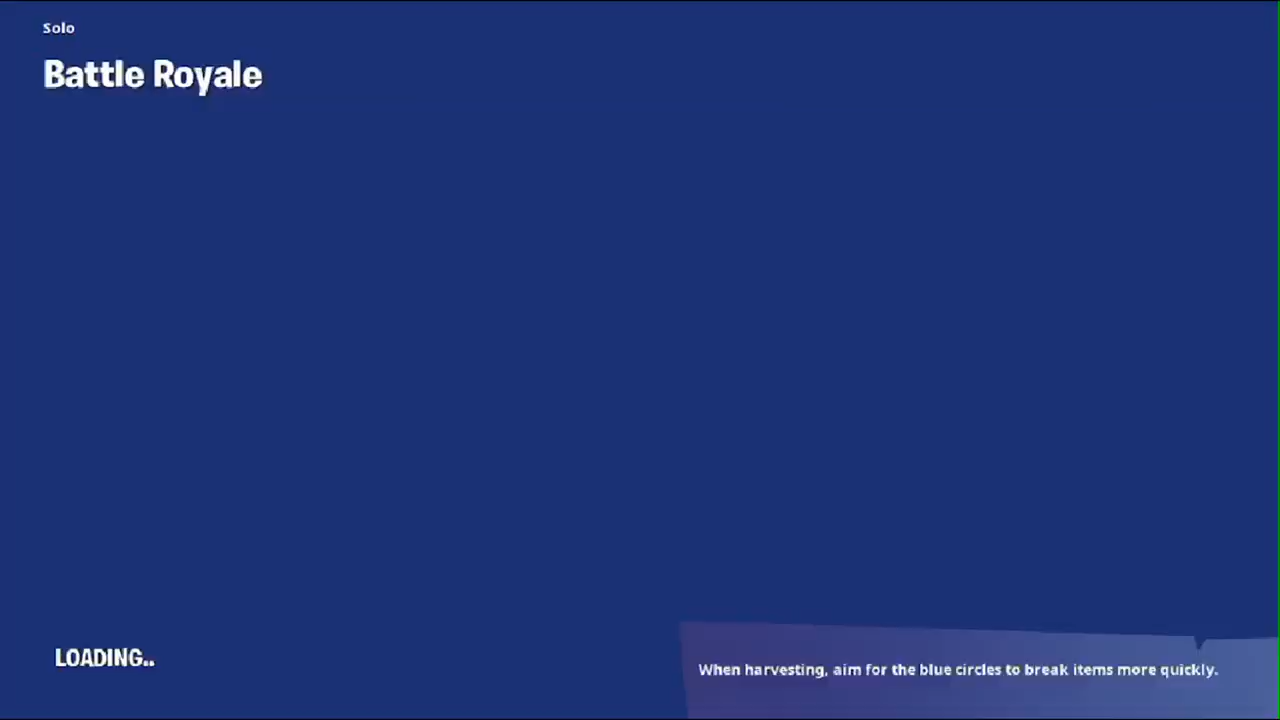 Solo
Battle Royale
LOADING..
When harvesting, aim for the blue circles to break items more quickly.